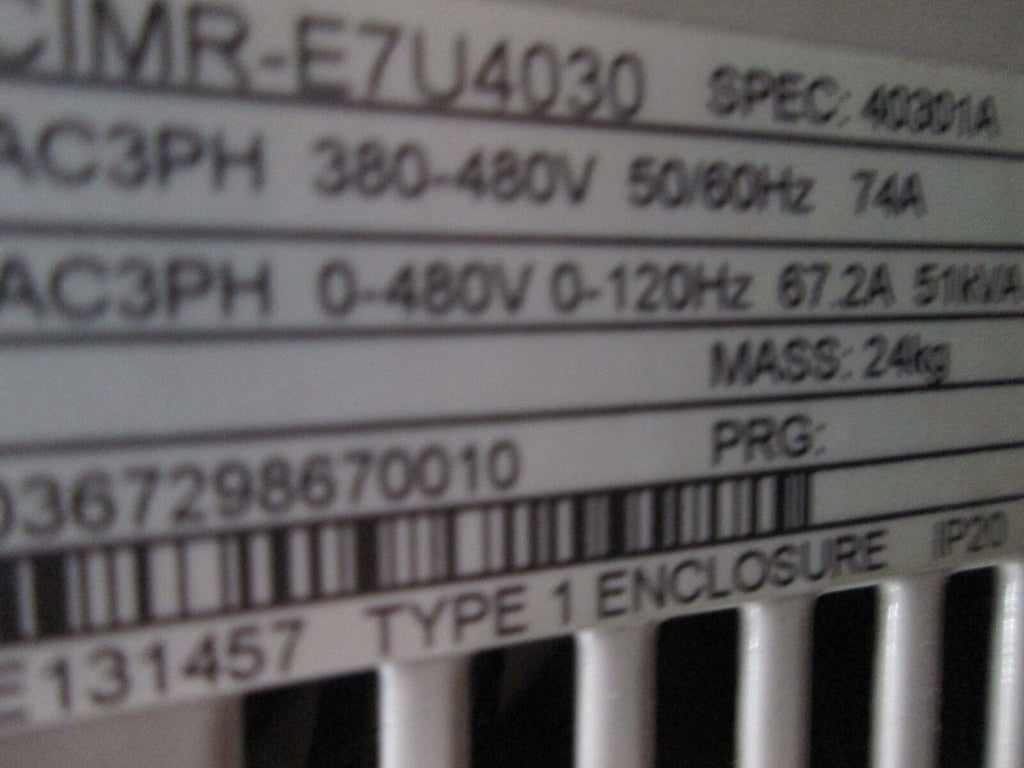 CIMR-E7U4030 SPEC: 40301A
AC3PH 380-480V 50/60Hz 74A
AC3PH 0-480V 0-120Hz 67.2A 51kVA
MASS: 24kg
0367298670010 PRG:
E131457 TYPE 1 ENCLOSURE IP20